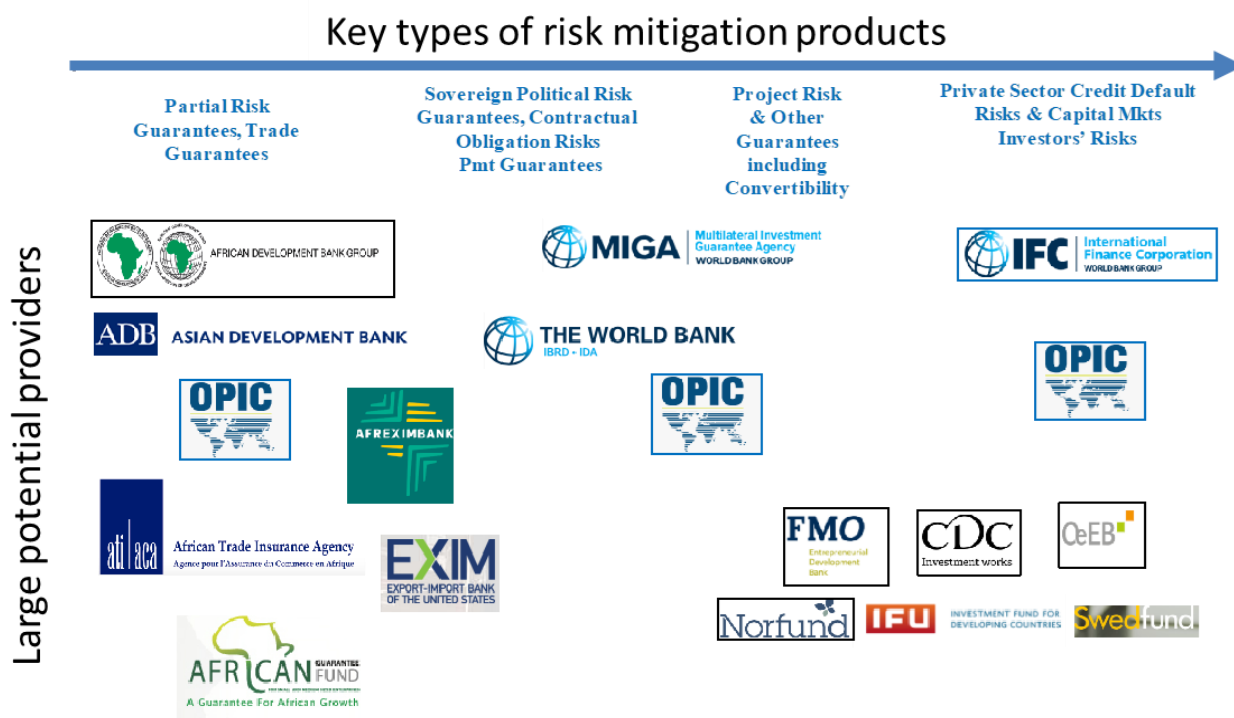 Key types of risk mitigation products
Partial Risk
Guarantees, Trade
Guarantees
Sovereign Political Risk
Guarantees, Contractual
Obligation Risks
Pmt Guarantees
Project Risk
& Other
Guarantees
including
Convertibility
Private Sector Credit Default
Risks & Capital Mkts
Investors' Risks
Large potential providers
AFRICAN DEVELOPMENT BANK GROUP
MIGA
Multilateral Investment
Guarantee Agency
WORLD BANK GROUP
IFC
International
Finance Corporation
WORLD BANK GROUP
ADB
ASIAN DEVELOPMENT BANK
THE WORLD BANK
IBRD • IDA
OPIC
AFREXIMBANK
OPIC
OPIC
ati aca
African Trade Insurance Agency
Agence pour l'Assurance du Commerce en Afrique
EXIM
EXPORT-IMPORT BANK
OF THE UNITED STATES
FMO
Entrepreneurial
Development
Bank
CDC
Investment works
OeEB
Norfund
IFU
INVESTMENT FUND FOR
DEVELOPING COUNTRIES
Swedfund
AFRICAN
GUARANTEE
FUND
A Guarantee For African Growth